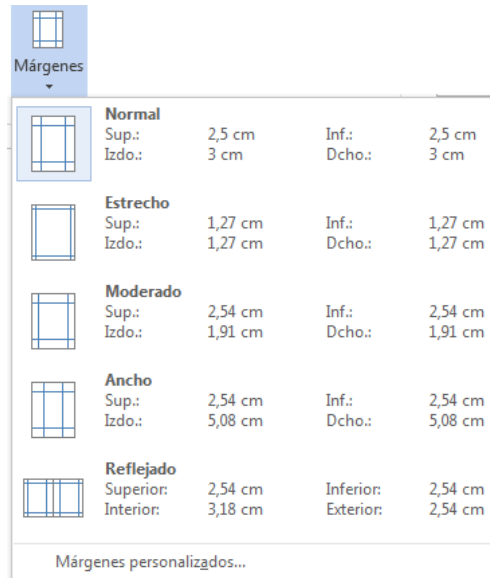 Márgenes
Normal
Sup.: 2,5 cm Inf.: 2,5 cm
Izdo.: 3 cm Dcho.: 3 cm
Estrecho
Sup.: 1,27 cm Inf.: 1,27 cm
Izdo.: 1,27 cm Dcho.: 1,27 cm
Moderado
Sup.: 2,54 cm Inf.: 2,54 cm
Izdo.: 1,91 cm Dcho.: 1,91 cm
Ancho
Sup.: 2,54 cm Inf.: 2,54 cm
Izdo.: 5,08 cm Dcho.: 5,08 cm
Reflejado
Superior: 2,54 cm Inferior: 2,54 cm
Interior: 3,18 cm Exterior: 2,54 cm
Márgenes personalizados...